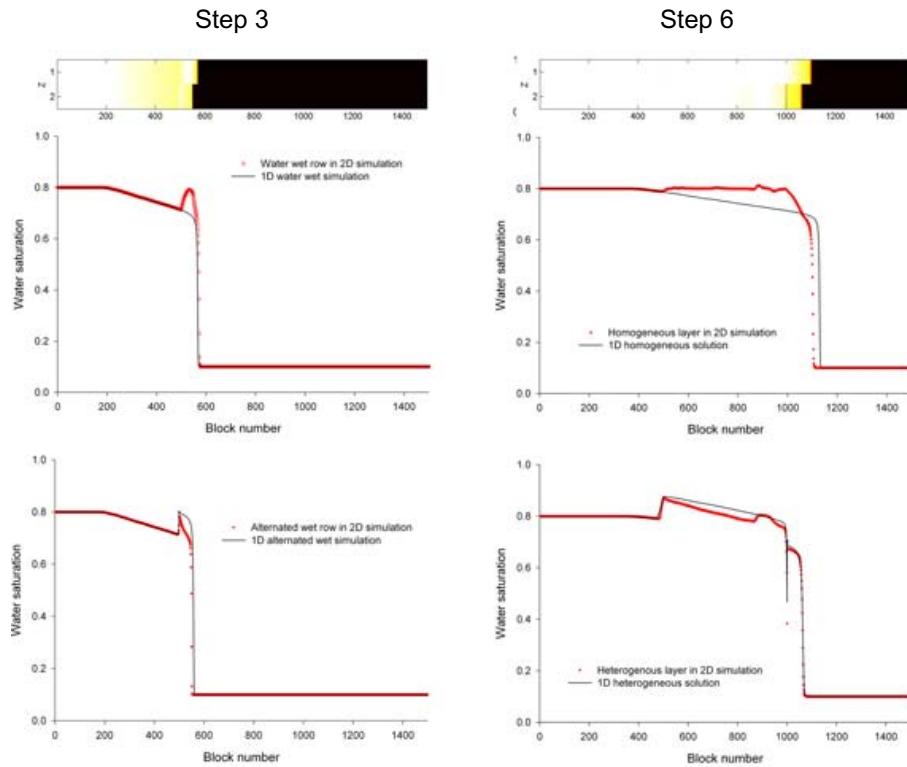 Step 3
Step 6
z
1
2
200 400 600 800 1000 1200 1400
z
1
2
200 400 600 800 1000 1200 1400
1.0
0.8
0.6
0.4
0.2
0.0
Water saturation
Water wet row in 2D simulation
1D water wet simulation
0 200 400 600 800 1000 1200 1400
Block number
1.0
0.8
0.6
0.4
0.2
0.0
Water saturation
Homogeneous layer in 2D simulation
1D homogeneous solution
0 200 400 600 800 1000 1200 1400
Block number
1.0
0.8
0.6
0.4
0.2
0.0
Water saturation
Alternated wet row in 2D simulation
1D alternated wet simulation
0 200 400 600 800 1000 1200 1400
Block number
1.0
0.8
0.6
0.4
0.2
0.0
Water saturation
Heterogenous layer in 2D simulation
1D heterogeneous solution
0 200 400 600 800 1000 1200 1400
Block number